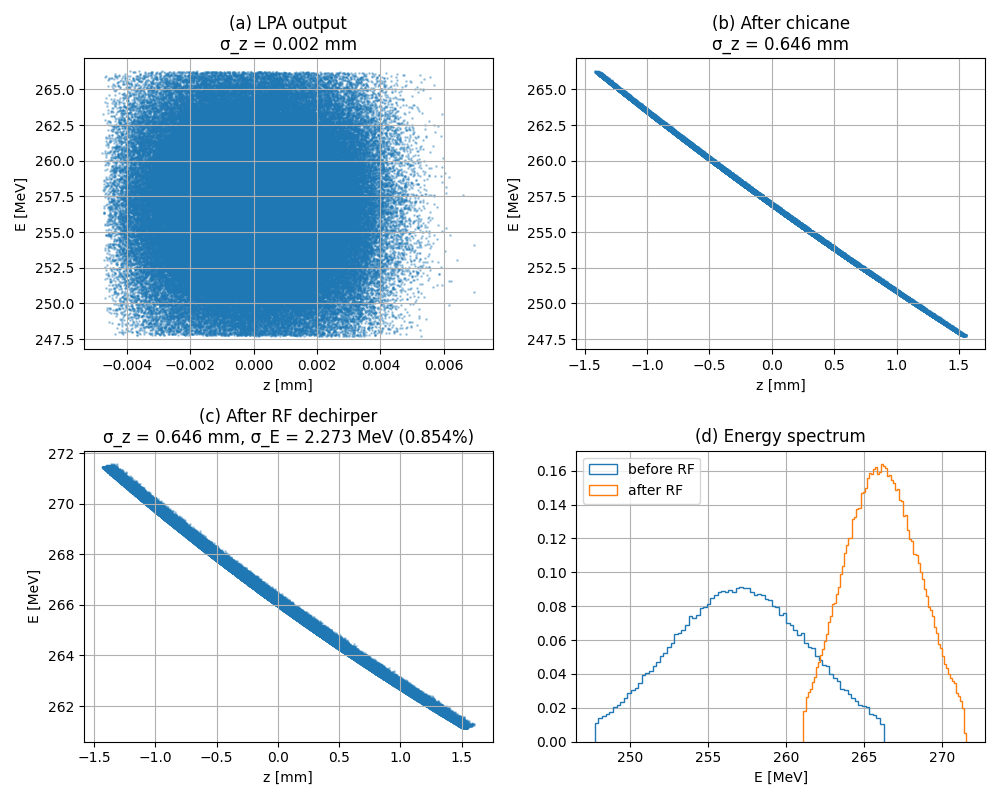 (a) LPA output
σ_z = 0.002 mm
265.0
262.5
260.0
257.5
255.0
252.5
250.0
247.5
E [MeV]
−0.004 −0.002 0.000 0.002 0.004 0.006
z [mm]
(b) After chicane
σ_z = 0.646 mm
265.0
262.5
260.0
257.5
255.0
252.5
250.0
247.5
E [MeV]
−1.5 −1.0 −0.5 0.0 0.5 1.0 1.5
z [mm]
(c) After RF dechirper
σ_z = 0.646 mm, σ_E = 2.273 MeV (0.854%)
272
270
268
266
264
262
E [MeV]
−1.5 −1.0 −0.5 0.0 0.5 1.0 1.5
z [mm]
(d) Energy spectrum
before RF
after RF
0.16
0.14
0.12
0.10
0.08
0.06
0.04
0.02
0.00
250 255 260 265 270
E [MeV]